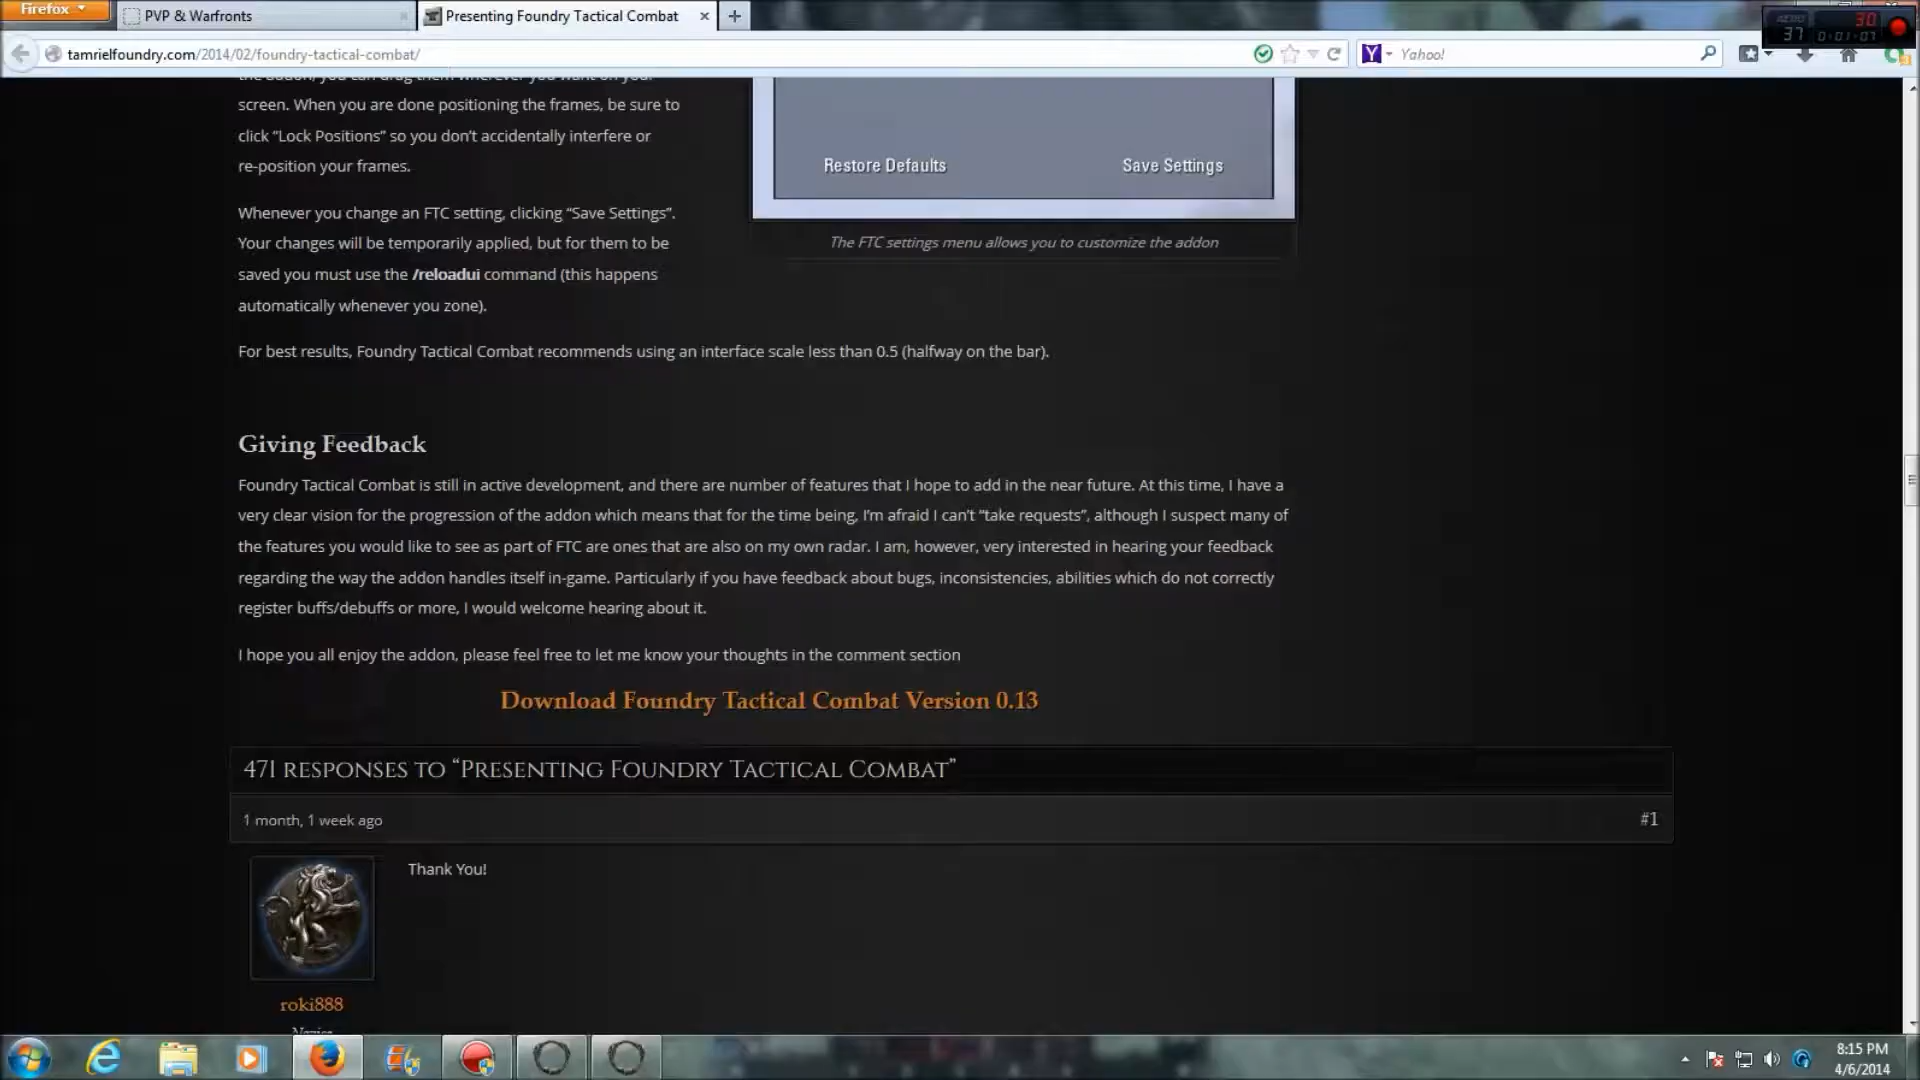 Firefox
PVP & Warfronts
Presenting Foundry Tactical Combat
30
37 0:01:07
tamrielfoundry.com/2014/02/foundry-tactical-combat/
Yahoo!
the addon, you can drag them wherever you want on your
screen. When you are done positioning the frames, be sure to
click “Lock Positions” so you don’t accidentally interfere or
re-position your frames.
Restore Defaults
Save Settings
Whenever you change an FTC setting, clicking “Save Settings”.
Your changes will be temporarily applied, but for them to be
saved you must use the /reloadui command (this happens
automatically whenever you zone).
The FTC settings menu allows you to customize the addon
For best results, Foundry Tactical Combat recommends using an interface scale less than 0.5 (halfway on the bar).
Giving Feedback
Foundry Tactical Combat is still in active development, and there are number of features that I hope to add in the near future. At this time, I have a
very clear vision for the progression of the addon which means that for the time being, I’m afraid I can’t “take requests”, although I suspect many of
the features you would like to see as part of FTC are ones that are also on my own radar. I am, however, very interested in hearing your feedback
regarding the way the addon handles itself in-game. Particularly if you have feedback about bugs, inconsistencies, abilities which do not correctly
register buffs/debuffs or more, I would welcome hearing about it.
I hope you all enjoy the addon, please feel free to let me know your thoughts in the comment section
Download Foundry Tactical Combat Version 0.13
471 responses to “Presenting Foundry Tactical Combat”
1 month, 1 week ago
#1
Thank You!
roki888
8:15 PM
4/6/2014